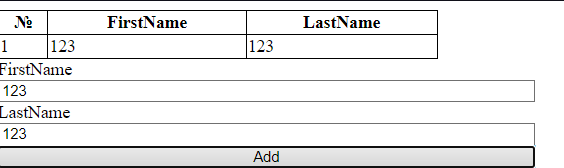 № FirstName LastName
1 123 123
FirstName
123
LastName
123
Add